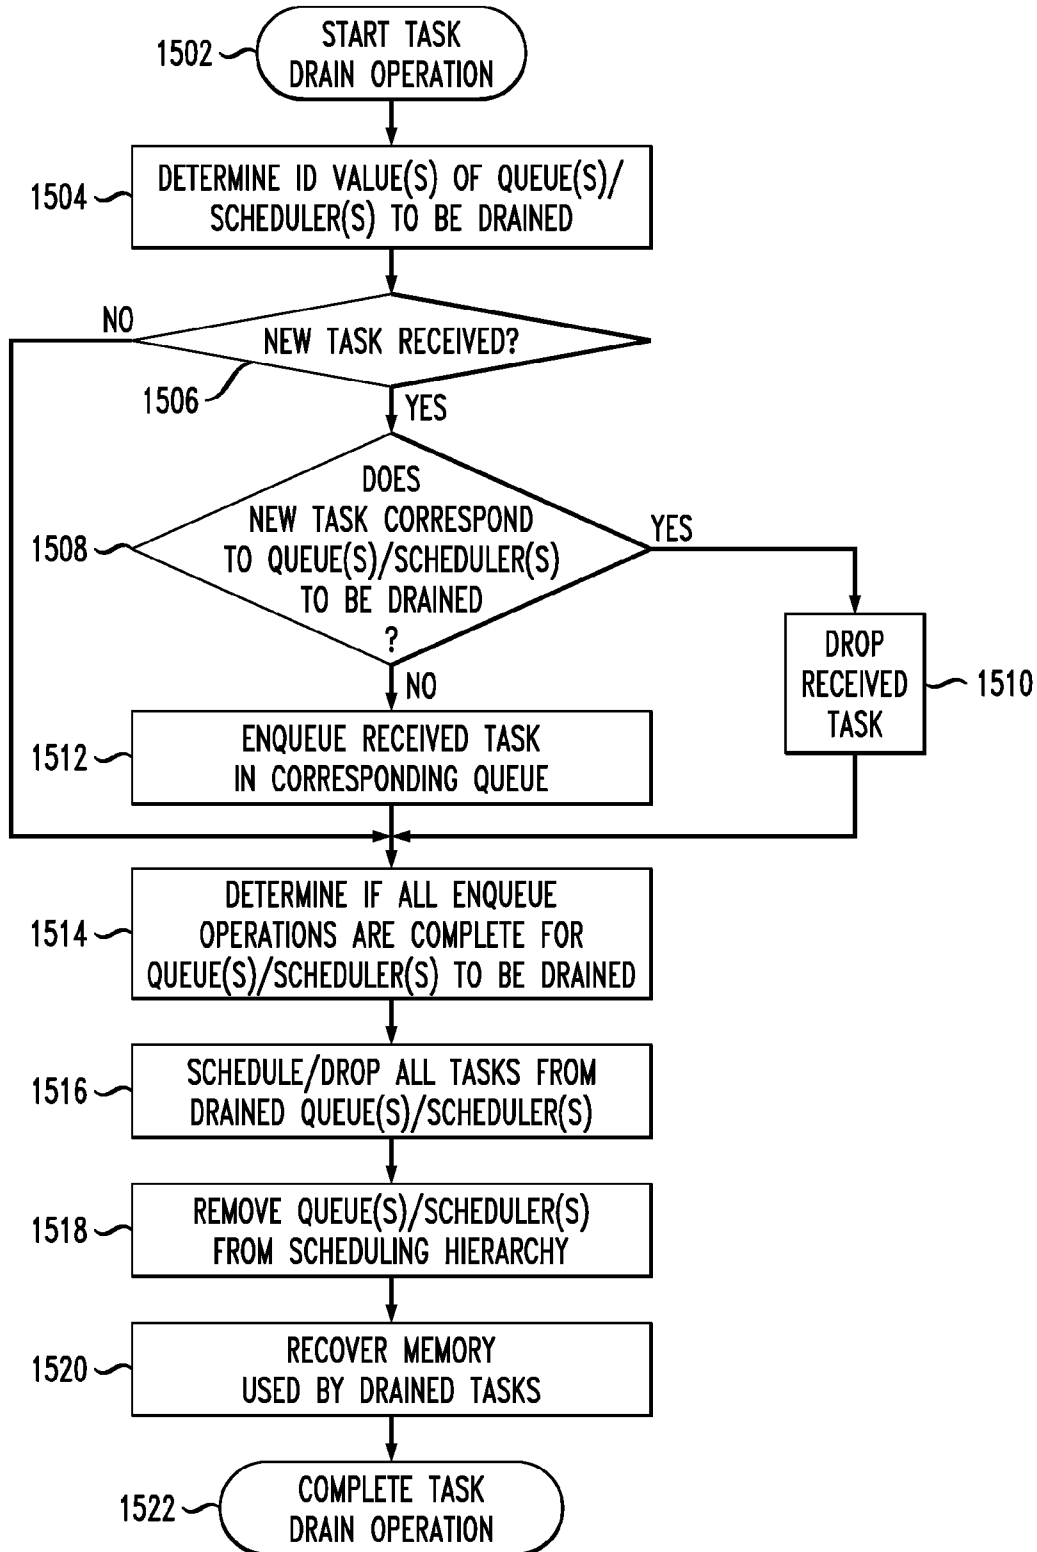 1502
START TASK
DRAIN OPERATION
1504
DETERMINE ID VALUE(S) OF QUEUE(S)/
SCHEDULER(S) TO BE DRAINED
NO
NEW TASK RECEIVED?
1506
YES
1508
DOES
NEW TASK CORRESPOND
TO QUEUE(S)/SCHEDULER(S)
TO BE DRAINED
?
YES
DROP
RECEIVED
TASK
1510
NO
1512
ENQUEUE RECEIVED TASK
IN CORRESPONDING QUEUE
1514
DETERMINE IF ALL ENQUEUE
OPERATIONS ARE COMPLETE FOR
QUEUE(S)/SCHEDULER(S) TO BE DRAINED
1516
SCHEDULE/DROP ALL TASKS FROM
DRAINED QUEUE(S)/SCHEDULER(S)
1518
REMOVE QUEUE(S)/SCHEDULER(S)
FROM SCHEDULING HIERARCHY
1520
RECOVER MEMORY
USED BY DRAINED TASKS
1522
COMPLETE TASK
DRAIN OPERATION